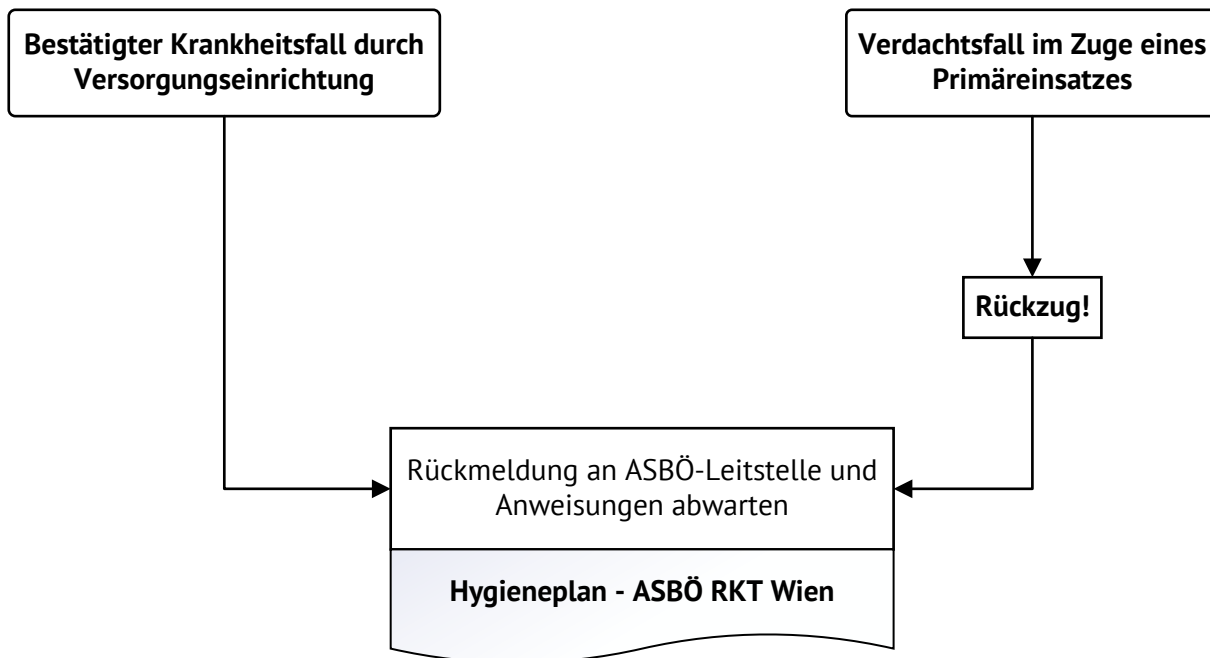 Bestätigter Krankheitsfall durch
Versorgungseinrichtung
Verdachtsfall im Zuge eines
Primäreinsatzes
Rückzug!
Rückmeldung an ASBÖ-Leitstelle und
Anweisungen abwarten
Hygieneplan - ASBÖ RKT Wien